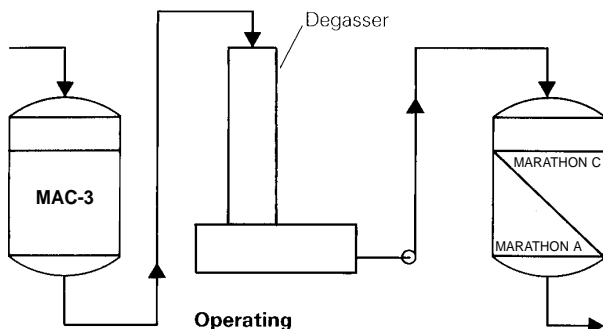 Degasser
MAC-3
MARATHON C
MARATHON A
Operating